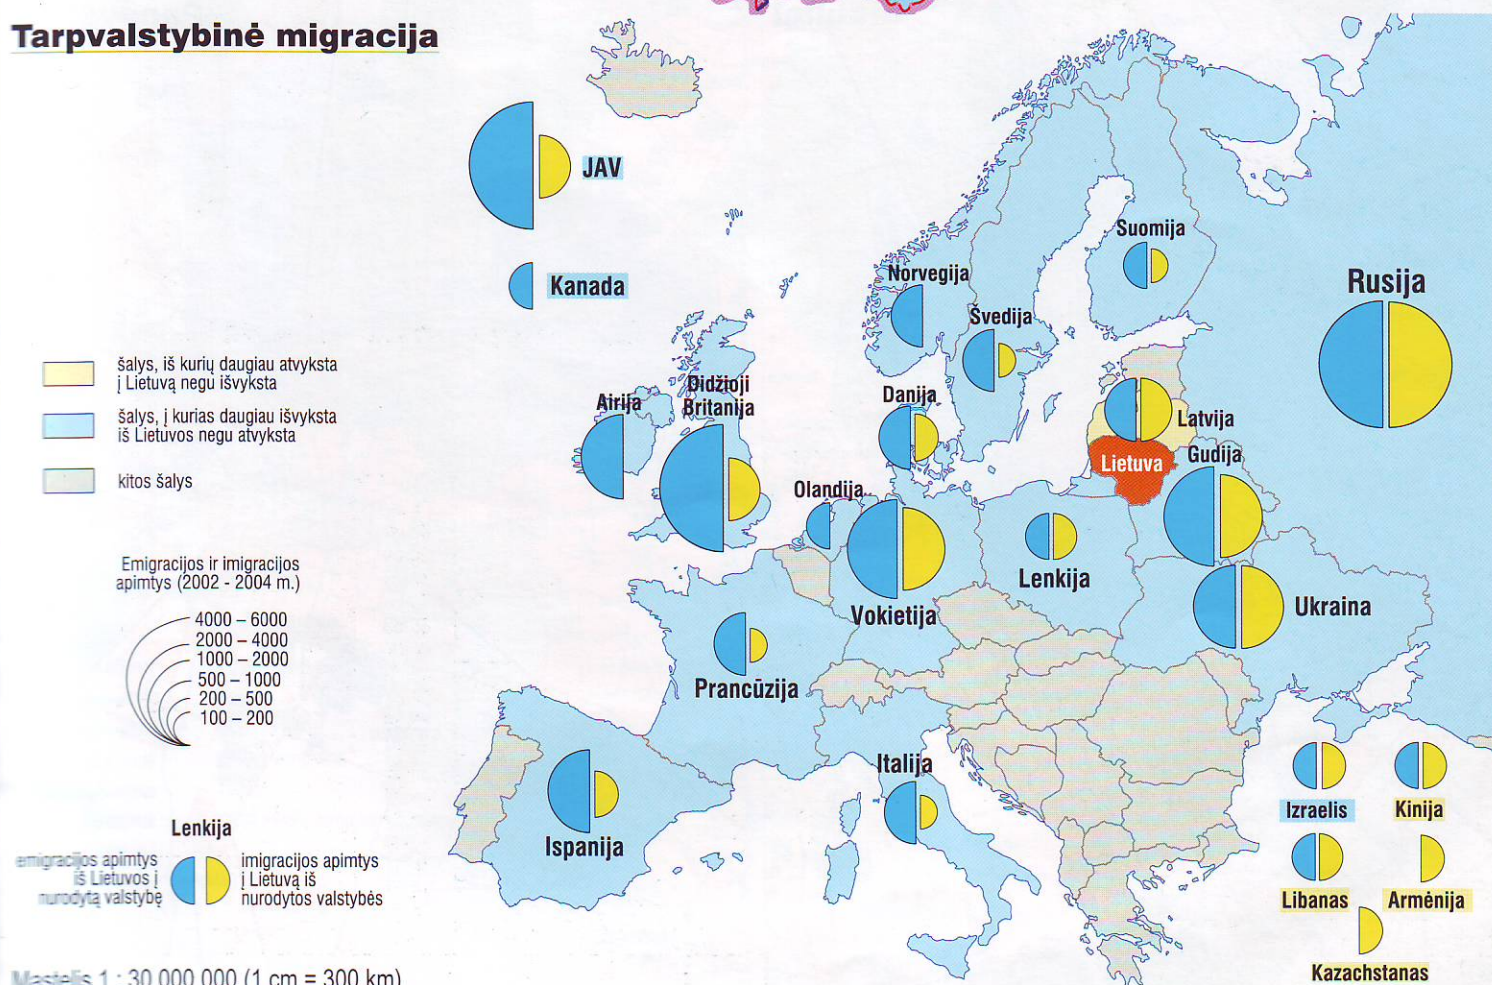 Tarpvalstybinė migracija
JAV
Kanada
šalys, iš kurių daugiau atvyksta
į Lietuvą negu išvyksta
šalys, į kurias daugiau išvyksta
iš Lietuvos negu atvyksta
kitos šalys
Emigracijos ir imigracijos
apimtys (2002 - 2004 m.)
4000 – 6000
2000 – 4000
1000 – 2000
500 – 1000
200 – 500
100 – 200
Lenkija
emigracijos apimtys
iš Lietuvos į
nurodytą valstybę
imigracijos apimtys
į Lietuvą iš
nurodytos valstybės
Mastelis 1 : 30 000 000 (1 cm = 300 km)
Suomija
Norvegija
Švedija
Rusija
Airija
Didžioji
Britanija
Danija
Latvija
Lietuva
Gudija
Olandija
Vokietija
Lenkija
Ukraina
Prancūzija
Ispanija
Italija
Izraelis
Kinija
Libanas
Armėnija
Kazachstanas